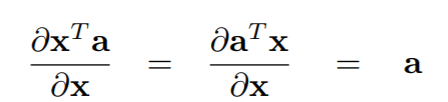 ∂x^T a / ∂x = ∂a^T x / ∂x = a